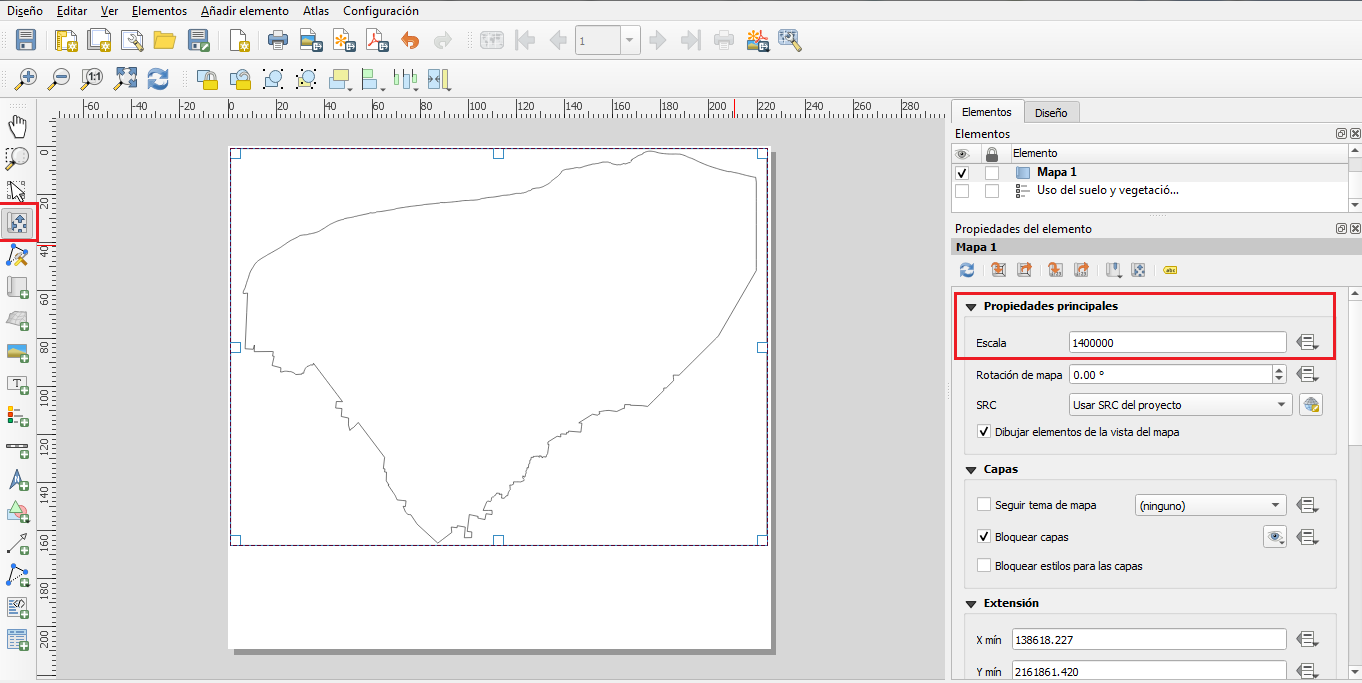 Diseño Editar Ver Elementos Añadir elemento Atlas Configuración
1
1:1
-60 -40 -20 0 20 40 60 80 100 120 140 160 180 200 220 240 260 280
0
20
40
60
80
100
120
140
160
180
200
Elementos Diseño
Elementos
Elemento
Mapa 1
Uso del suelo y vegetació...
Propiedades del elemento
Mapa 1
abc
Propiedades principales
Escala 1400000
Rotación de mapa 0.00 °
SRC Usar SRC del proyecto
Dibujar elementos de la vista del mapa
Capas
Seguir tema de mapa (ninguno)
Bloquear capas
Bloquear estilos para las capas
Extensión
X mín 138618.227
Y mín 2161861.420